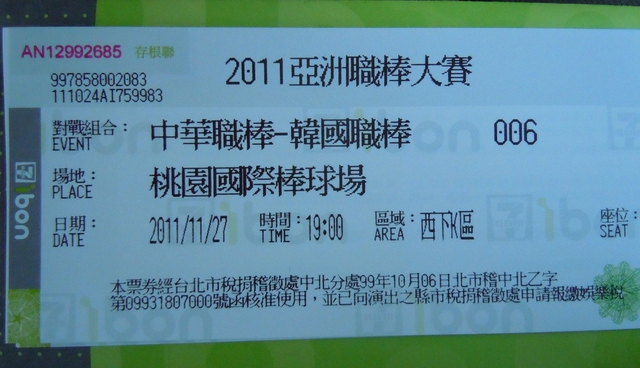 AN12992685 存根聯
997858002083
111024AI759983
2011亞洲職棒大賽
對戰組合： 中華職棒-韓國職棒 006
EVENT
場地： 桃園國際棒球場
PLACE
日期： 2011/11/27 時間： 19:00 區域： 西下K區 座位：
DATE TIME AREA SEAT
本票券經台北市稅捐稽徵處中北分處99年10月06日北市稽中北乙字
第09931807000號函核准使用，並已向演出之縣市稅捐稽徵處申請報繳娛樂稅
ibon
ibon
ibon